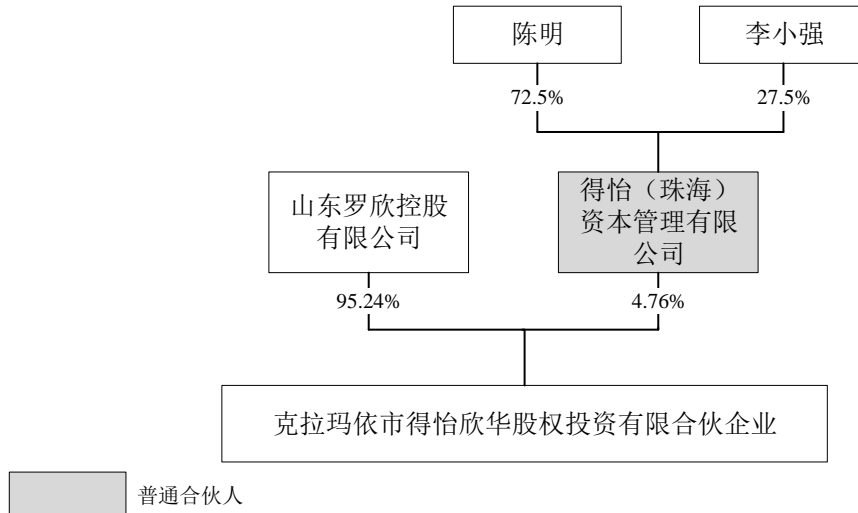 陈明
李小强
72.5%
27.5%
山东罗欣控股
有限公司
得怡（珠海）
资本管理有限
公司
95.24%
4.76%
克拉玛依市得怡欣华股权投资有限合伙企业
普通合伙人